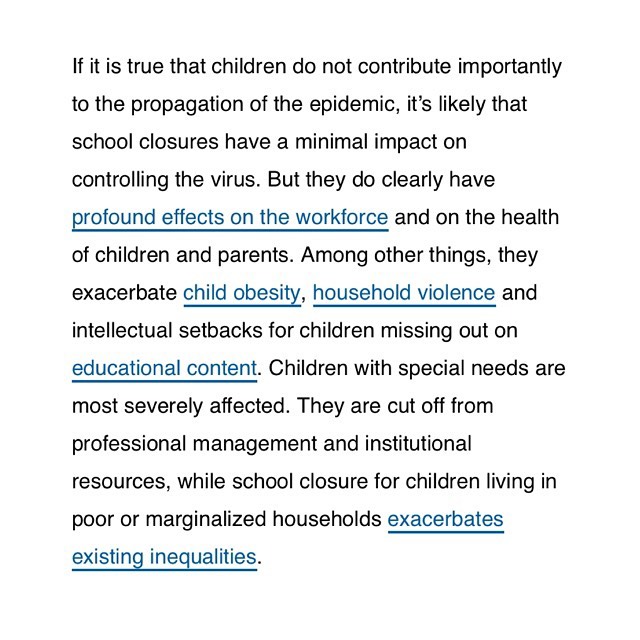 If it is true that children do not contribute importantly
to the propagation of the epidemic, it’s likely that
school closures have a minimal impact on
controlling the virus. But they do clearly have
profound effects on the workforce and on the health
of children and parents. Among other things, they
exacerbate child obesity, household violence and
intellectual setbacks for children missing out on
educational content. Children with special needs are
most severely affected. They are cut off from
professional management and institutional
resources, while school closure for children living in
poor or marginalized households exacerbates
existing inequalities.